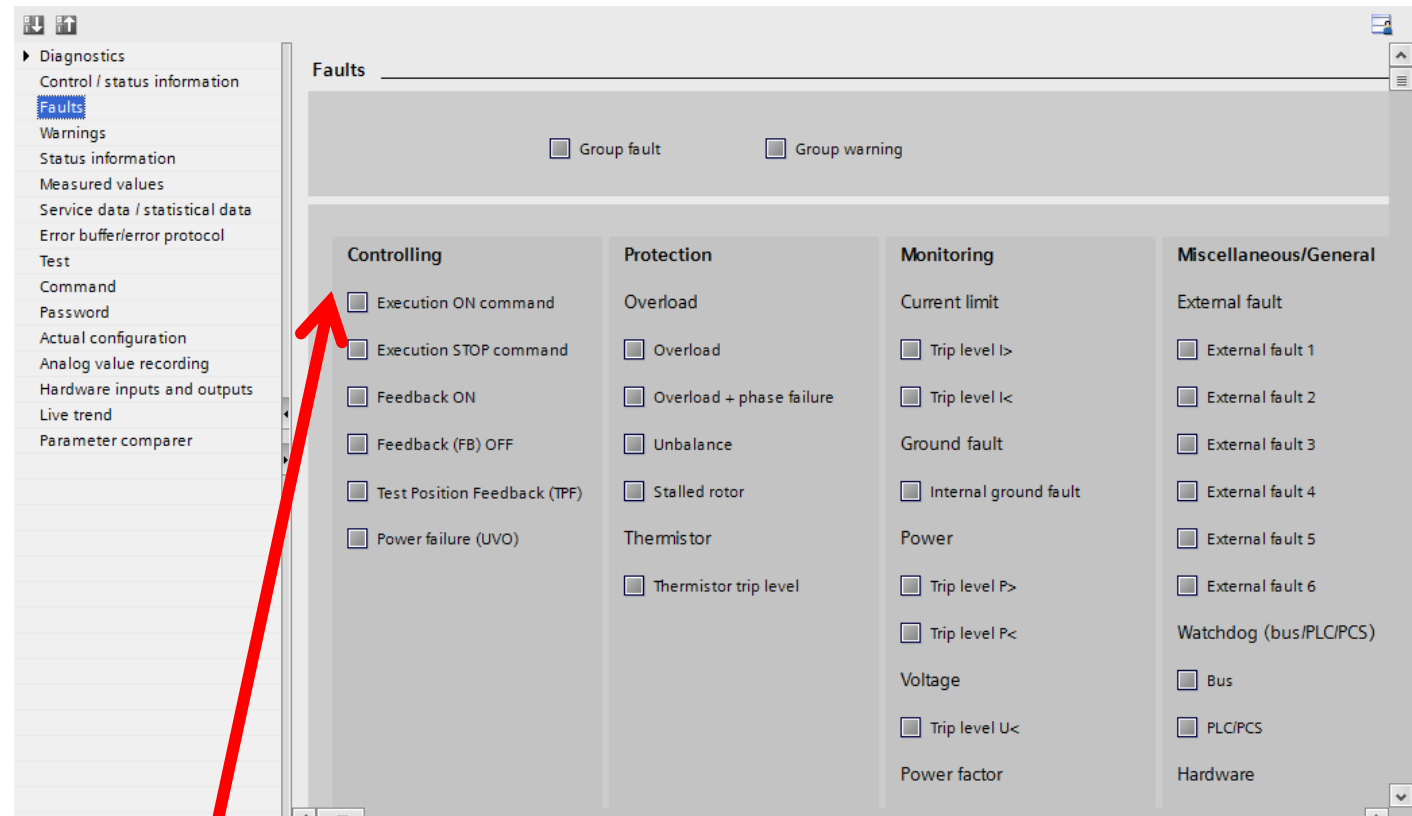 Diagnostics
Control / status information
Faults
Warnings
Status information
Measured values
Service data / statistical data
Error buffer/error protocol
Test
Command
Password
Actual configuration
Analog value recording
Hardware inputs and outputs
Live trend
Parameter comparer
Faults
Group fault
Group warning
Controlling
Execution ON command
Execution STOP command
Feedback ON
Feedback (FB) OFF
Test Position Feedback (TPF)
Power failure (UVO)
Protection
Overload
Overload
Overload + phase failure
Unbalance
Stalled rotor
Thermistor
Thermistor trip level
Monitoring
Current limit
Trip level I>
Trip level I<
Ground fault
Internal ground fault
Power
Trip level P>
Trip level P<
Voltage
Trip level U<
Power factor
Miscellaneous/General
External fault
External fault 1
External fault 2
External fault 3
External fault 4
External fault 5
External fault 6
Watchdog (bus/PLC/PCS)
Bus
PLC/PCS
Hardware